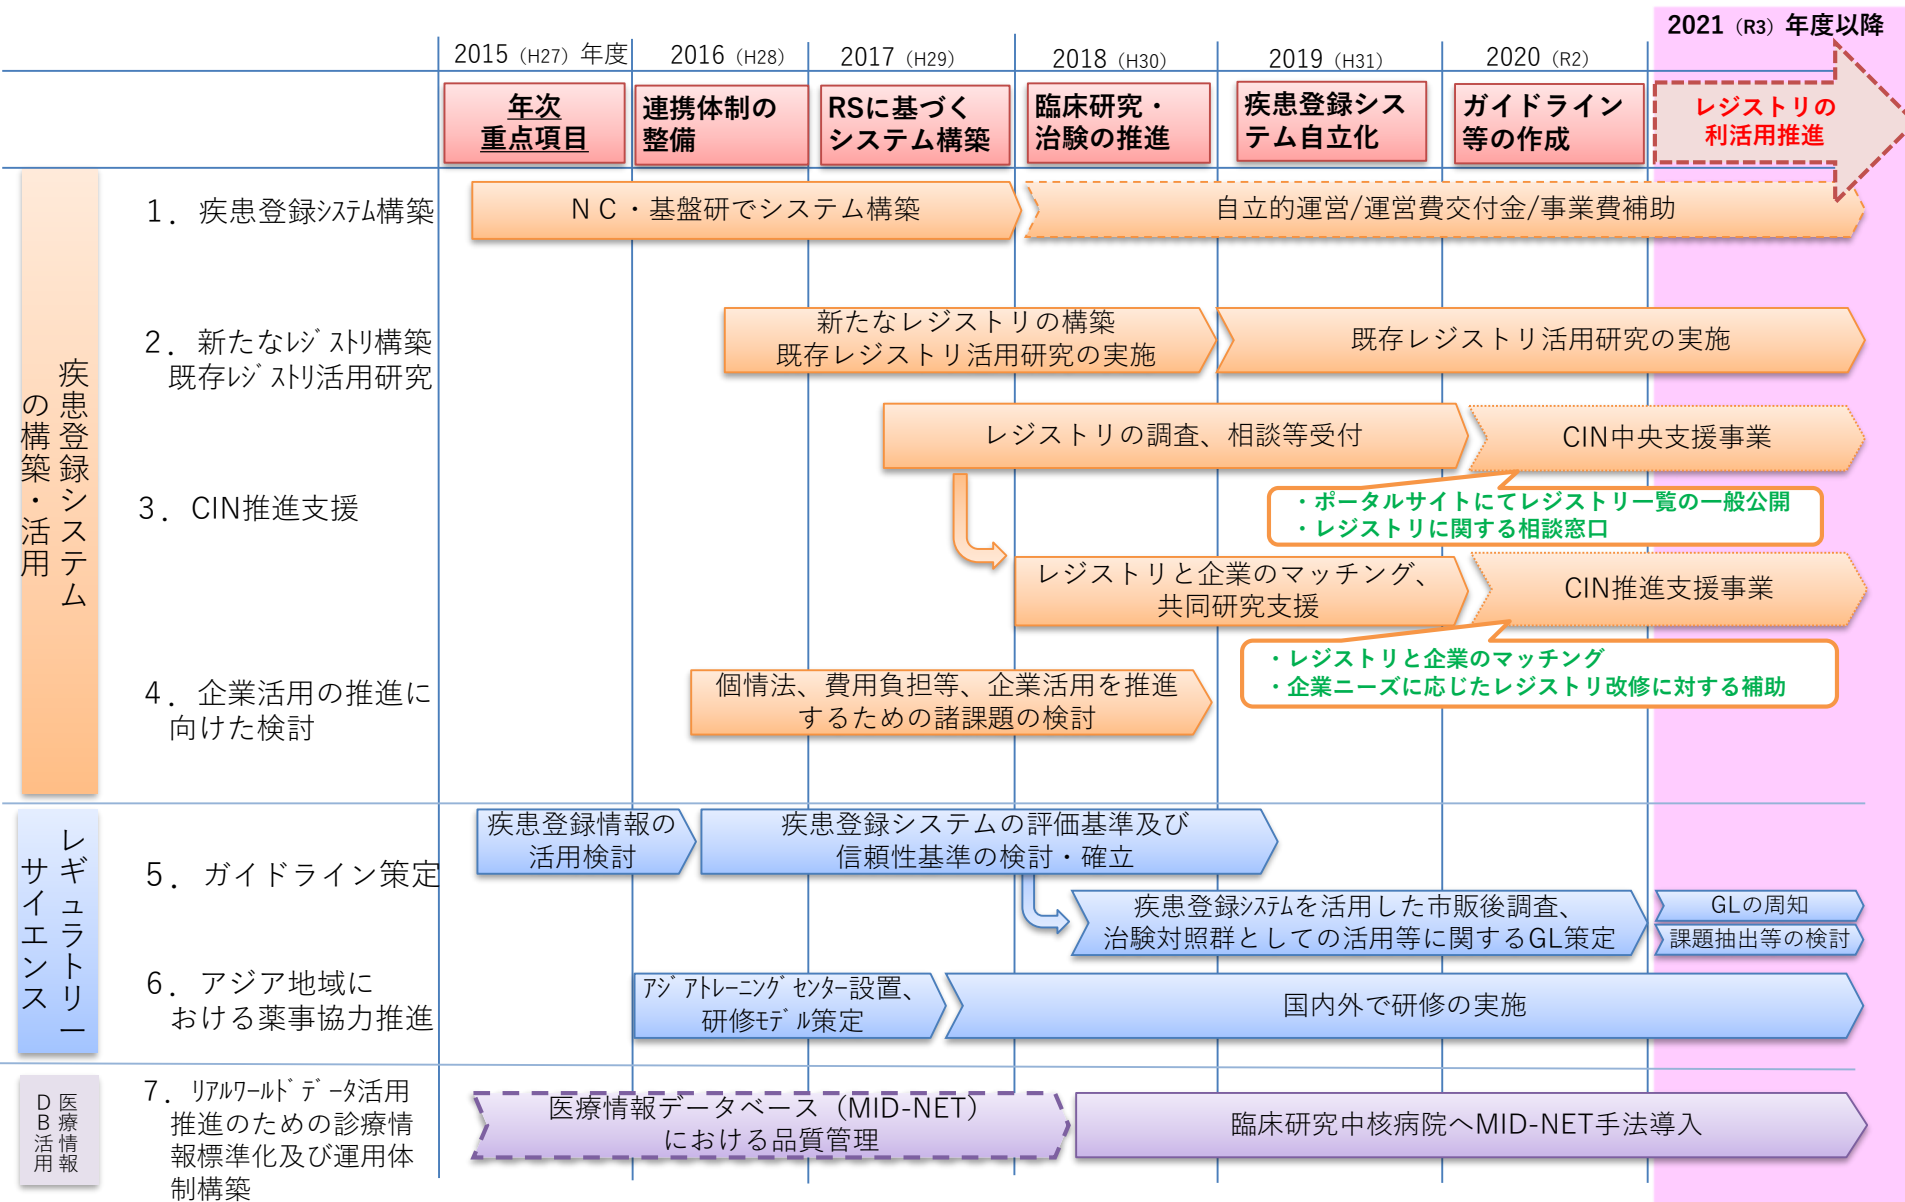 2015（H27）年度
2016（H28）
2017（H29）
2018（H30）
2019（H31）
2020（R2）
2021（R3）年度以降
年次
重点項目
連携体制の
整備
RSに基づく
システム構築
臨床研究・
治験の推進
疾患登録シス
テム自立化
ガイドライン
等の作成
レジストリの
利活用推進
疾患登録システム
の構築・活用
1．疾患登録ｼｽﾃﾑ構築
ＮＣ・基盤研でシステム構築
自立的運営/運営費交付金/事業費補助
2．新たなﾚｼﾞｽﾄﾘ構築
既存ﾚｼﾞｽﾄﾘ活用研究
新たなレジストリの構築
既存レジストリ活用研究の実施
既存レジストリ活用研究の実施
3．CIN推進支援
レジストリの調査、相談等受付
CIN中央支援事業
・ポータルサイトにてレジストリ一覧の一般公開
・レジストリに関する相談窓口
レジストリと企業のマッチング、
共同研究支援
CIN推進支援事業
・レジストリと企業のマッチング
・企業ニーズに応じたレジストリ改修に対する補助
4．企業活用の推進に
向けた検討
個情法、費用負担等、企業活用を推進
するための諸課題の検討
レギュラトリー
サイエンス
5．ガイドライン策定
疾患登録情報の
活用検討
疾患登録システムの評価基準及び
信頼性基準の検討・確立
疾患登録ｼｽﾃﾑを活用した市販後調査、
治験対照群としての活用等に関するGL策定
GLの周知
課題抽出等の検討
6．アジア地域に
おける薬事協力推進
ｱｼﾞｱﾄﾚｰﾆﾝｸﾞｾﾝﾀｰ設置、
研修ﾓﾃﾞﾙ策定
国内外で研修の実施
医療情報
DB活用
7．ﾘｱﾙﾜｰﾙﾄﾞﾃﾞｰﾀ活用
推進のための診療情
報標準化及び運用体
制構築
医療情報データベース（MID-NET）
における品質管理
臨床研究中核病院へMID-NET手法導入